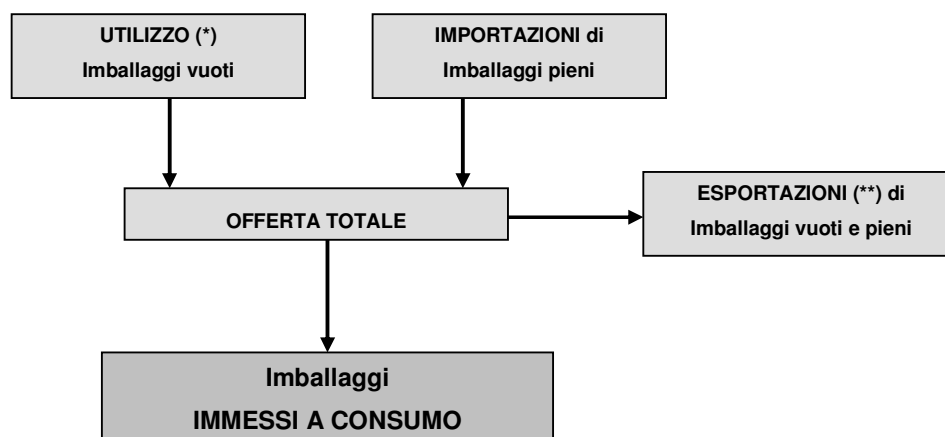 UTILIZZO (*)
Imballaggi vuoti
IMPORTAZIONI di
Imballaggi pieni
OFFERTA TOTALE
ESPORTAZIONI (**) di
Imballaggi vuoti e pieni
Imballaggi
IMMESSI A CONSUMO